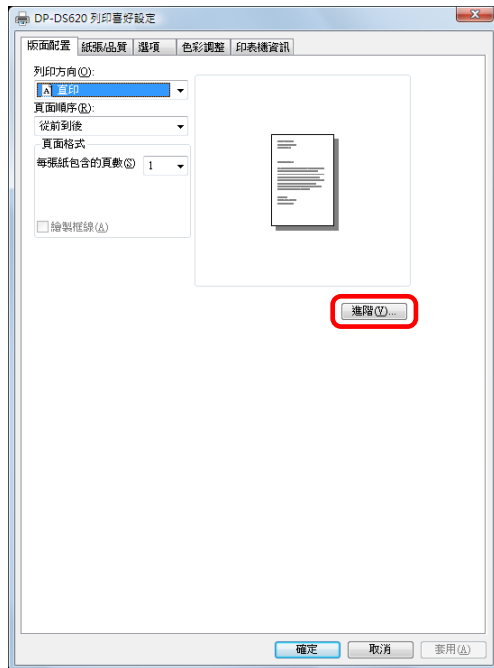 DP-DS620 列印喜好設定
版面配置 紙張/品質 選項 色彩調整 印表機資訊
列印方向(O):
A 直印
頁面順序(R):
從前到後
頁面格式
每張紙包含的頁數(S) 1
繪製框線(A)
進階(V)...
確定 取消 套用(A)